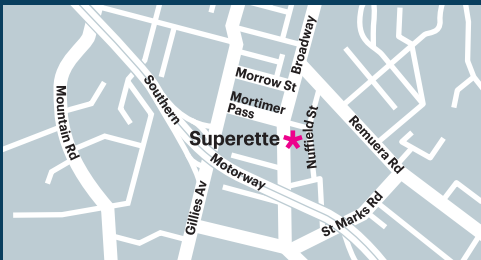 Broadway
Morrow St
Mortimer
Pass
Southern
Mountain Rd
Superette
Nuffield St
Remuera Rd
Motorway
Gillies Av
St Marks Rd